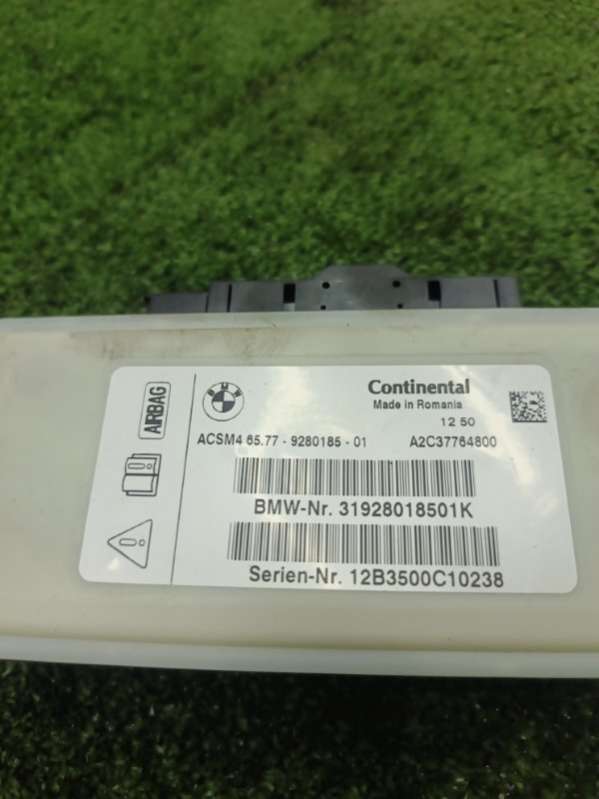 AIRBAG
BMW
Continental
Made in Romania
12 50
ACSM4 65.77 - 9280185 - 01 A2C37764800
BMW-Nr. 31928018501K
Serien-Nr. 12B3500C10238